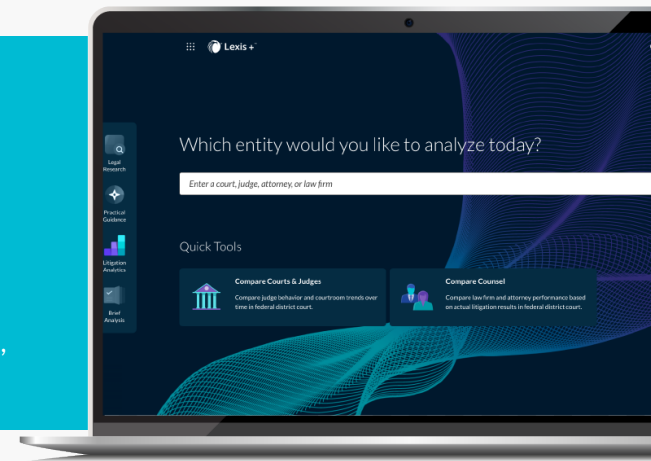 Lexis +™
Which entity would you like to analyze today?
Enter a court, judge, attorney, or law firm
Legal
Research
Practical
Guidance
Litigation
Analytics
Brief
Analysis
Quick Tools
Compare Courts & Judges
Compare judge behavior and courtroom trends over
time in federal district court.
Compare Counsel
Compare law firm and attorney performance based
on actual litigation results in federal district court.
,